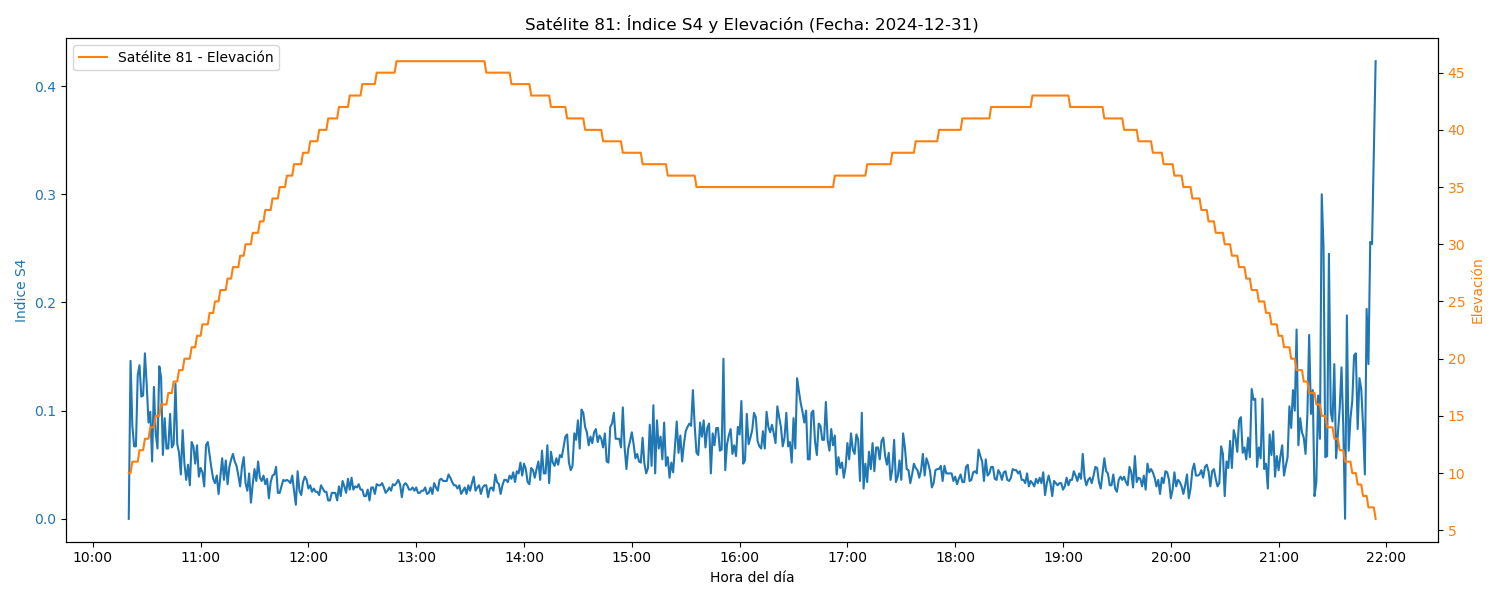 Satélite 81: Índice S4 y Elevación (Fecha: 2024-12-31)
Satélite 81 - Elevación
0.4
0.3
0.2
0.1
0.0
Indice S4
45
40
35
30
25
20
15
10
5
Elevación
10:00 11:00 12:00 13:00 14:00 15:00 16:00 17:00 18:00 19:00 20:00 21:00 22:00
Hora del día